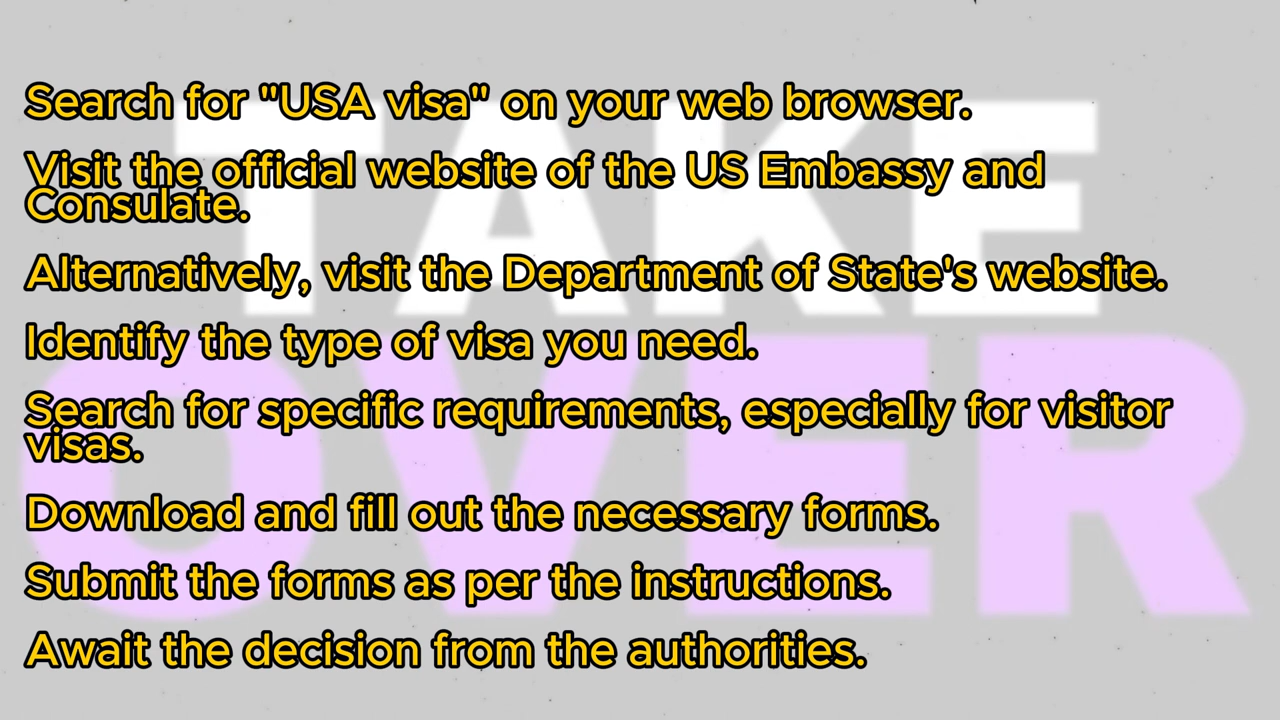 TAKE
OVER
Search for "USA visa" on your web browser.
Visit the official website of the US Embassy and
Consulate.
Alternatively, visit the Department of State's website.
Identify the type of visa you need.
Search for specific requirements, especially for visitor
visas.
Download and fill out the necessary forms.
Submit the forms as per the instructions.
Await the decision from the authorities.